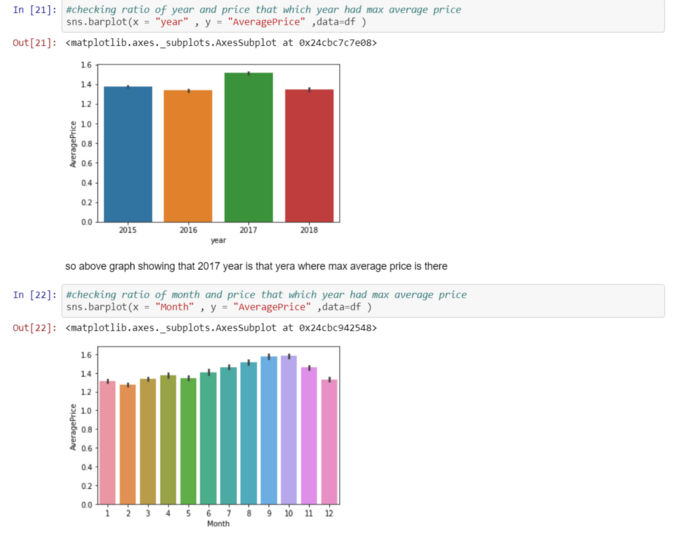 In [21]: #checking ratio of year and price that which year had max average price
sns.barplot(x = "year" , y = "AveragePrice" ,data=df )
Out[21]: <matplotlib.axes._subplots.AxesSubplot at 0x24cbc7c7e08>
1.6
1.4
1.2
1.0
0.8
0.6
0.4
0.2
0.0
AveragePrice
2015 2016 2017 2018
year
so above graph showing that 2017 year is that yera where max average price is there
In [22]: #checking ratio of month and price that which year had max average price
sns.barplot(x = "Month" , y = "AveragePrice" ,data=df )
Out[22]: <matplotlib.axes._subplots.AxesSubplot at 0x24cbc942548>
1.6
1.4
1.2
1.0
0.8
0.6
0.4
0.2
0.0
AveragePrice
1 2 3 4 5 6 7 8 9 10 11 12
Month